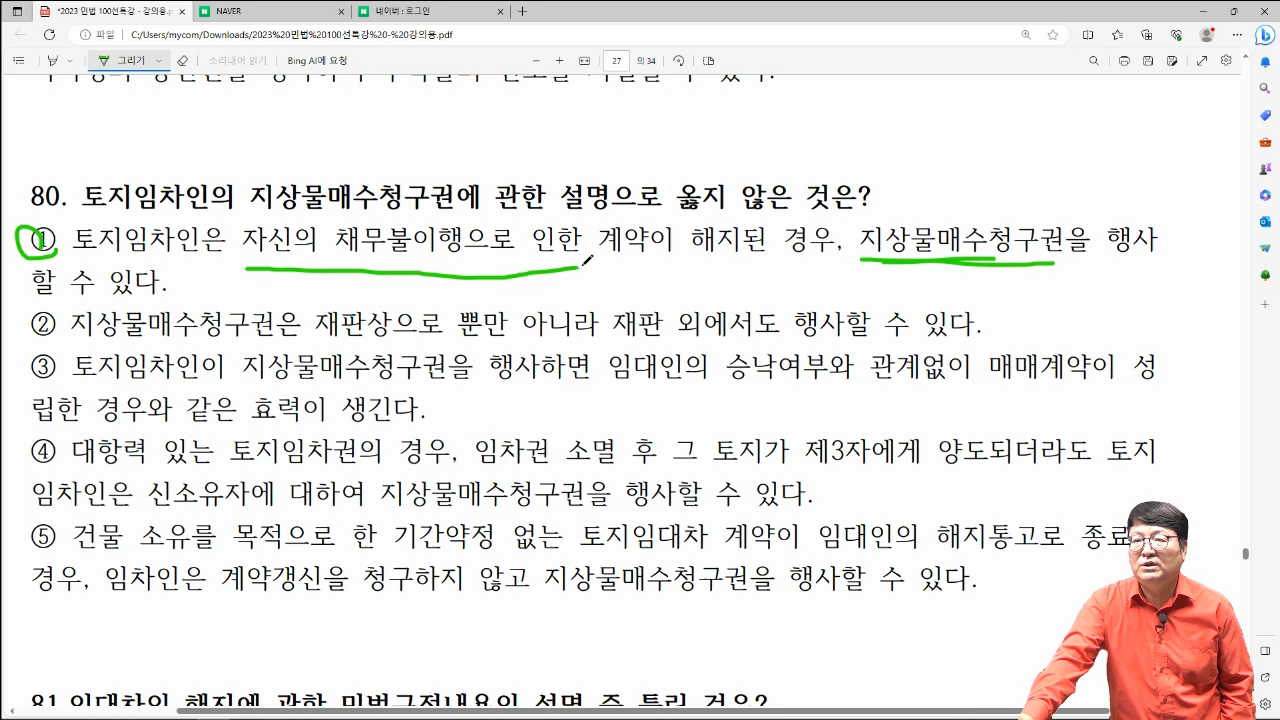 *2023 민법 100선특강 - 강의용.p
NAVER
네이버 : 로그인
파일
C:/Users/mycom/Downloads/2023%20민법%20100선특강%20-%20강의용.pdf
그리기
소리내어 읽기
Bing AI에 요청
27
의 34
80. 토지임차인의 지상물매수청구권에 관한 설명으로 옳지 않은 것은?
① 토지임차인은 자신의 채무불이행으로 인한 계약이 해지된 경우, 지상물매수청구권을 행사
할 수 있다.
② 지상물매수청구권은 재판상으로 뿐만 아니라 재판 외에서도 행사할 수 있다.
③ 토지임차인이 지상물매수청구권을 행사하면 임대인의 승낙여부와 관계없이 매매계약이 성
립한 경우와 같은 효력이 생긴다.
④ 대항력 있는 토지임차권의 경우, 임차권 소멸 후 그 토지가 제3자에게 양도되더라도 토지
임차인은 신소유자에 대하여 지상물매수청구권을 행사할 수 있다.
⑤ 건물 소유를 목적으로 한 기간약정 없는 토지임대차 계약이 임대인의 해지통고로 종료
경우, 임차인은 계약갱신을 청구하지 않고 지상물매수청구권을 행사할 수 있다.